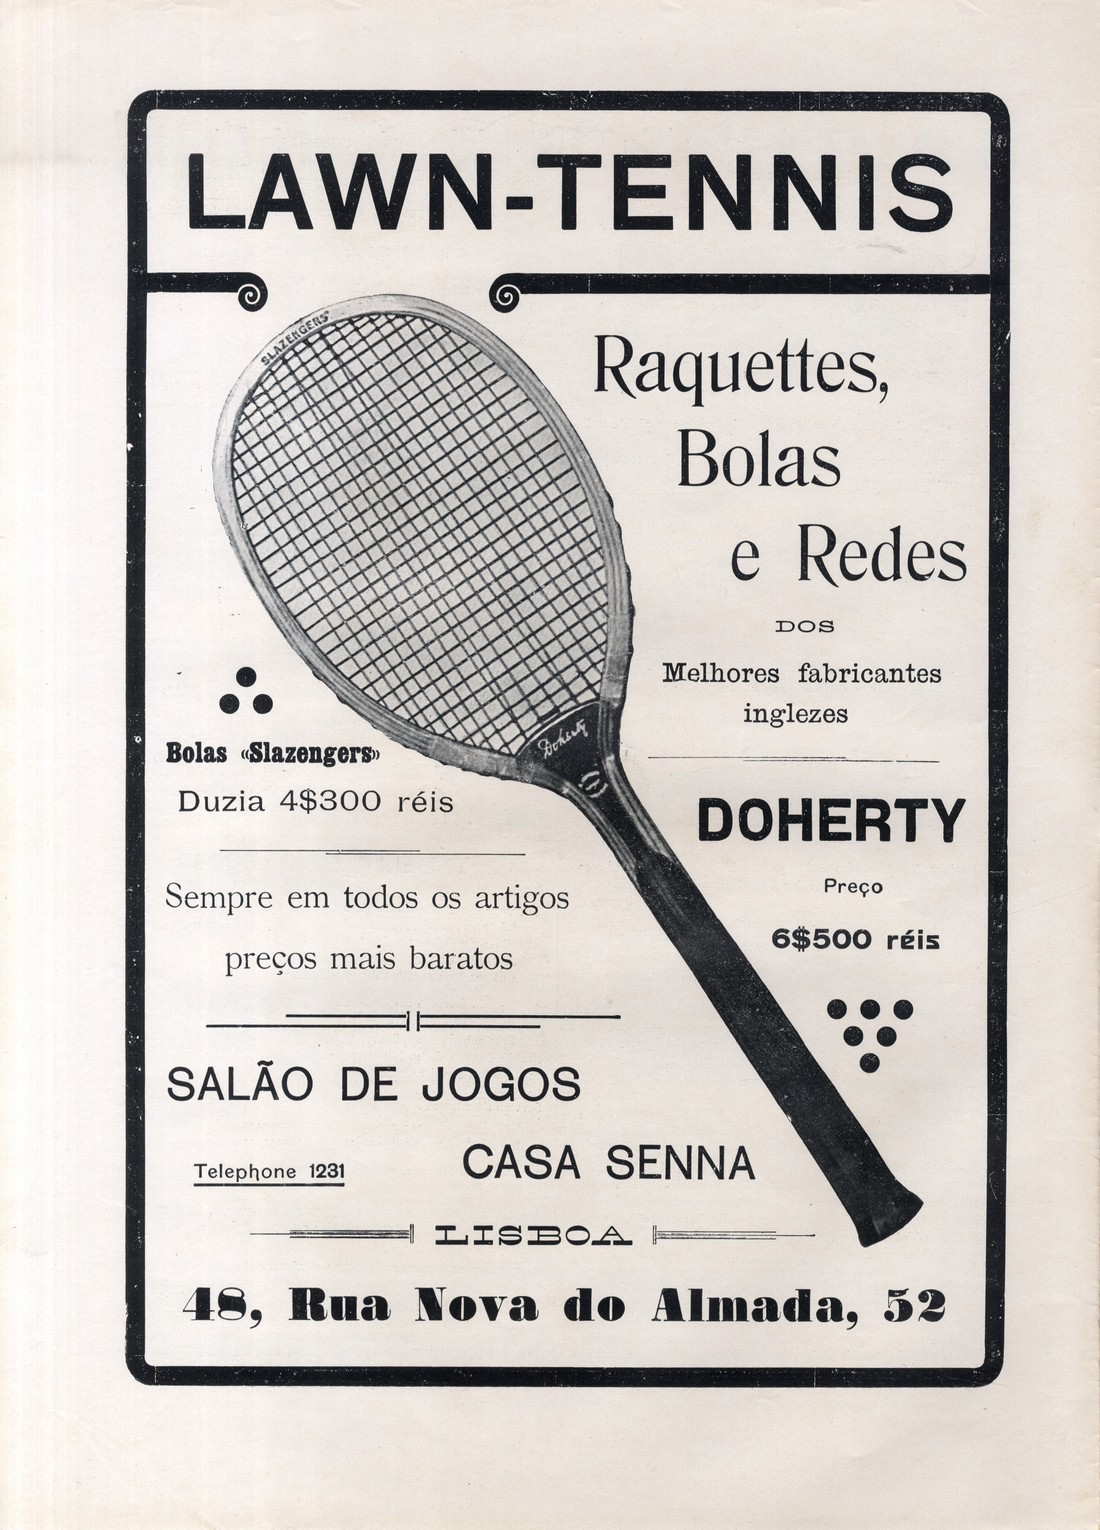 LAWN-TENNIS
SLAZENGERS'
Raquettes,
Bolas
e Redes
DOS
Melhores fabricantes
inglezes
Doherty
Bolas «Slazengers»
Duzia 4$300 réis
DOHERTY
Preço
6$500 réis
Sempre em todos os artigos
preços mais baratos
SALÃO DE JOGOS
CASA SENNA
Telephone 1231
LISBOA
48, Rua Nova do Almada, 52